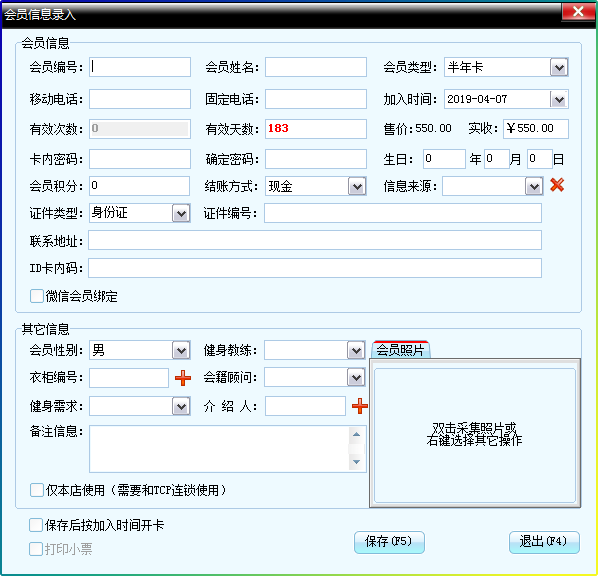 会员信息录入
会员信息
会员编号: 会员姓名: 会员类型: 半年卡
移动电话: 固定电话: 加入时间: 2019-04-07
有效次数: 0 有效天数: 183 售价:550.00 实收: ￥550.00
卡内密码: 确定密码: 生日: 0 年 0 月 0 日
会员积分: 0 结账方式: 现金 信息来源:
证件类型: 身份证 证件编号:
联系地址:
ID卡内码:
微信会员绑定
其它信息
会员性别: 男 健身教练: 会员照片
衣柜编号: 会籍顾问:
健身需求: 介 绍 人:
备注信息:
双击采集照片或
右键选择其它操作
仅本店使用（需要和TCP连锁使用）
保存后按加入时间开卡
打印小票
保存(F5) 退出(F4)